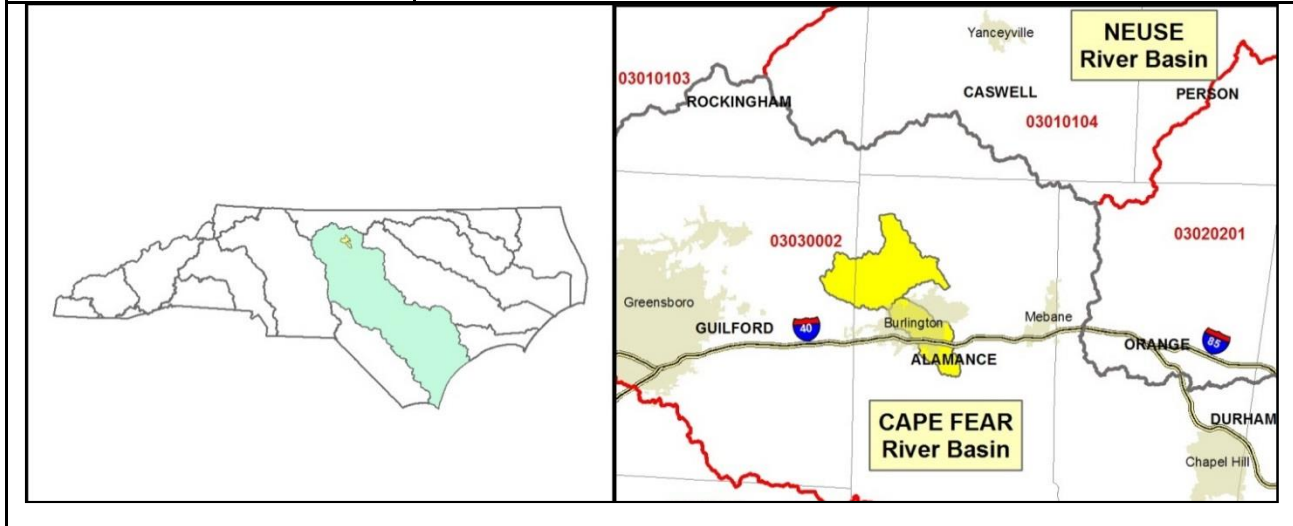 Yanceyville
NEUSE
River Basin
03010103
ROCKINGHAM
CASWELL
PERSON
03010104
03030002
03020201
Greensboro
GUILFORD
40
Burlington
Mebane
ALAMANCE
ORANGE
85
CAPE FEAR
River Basin
DURHAM
Chapel Hill